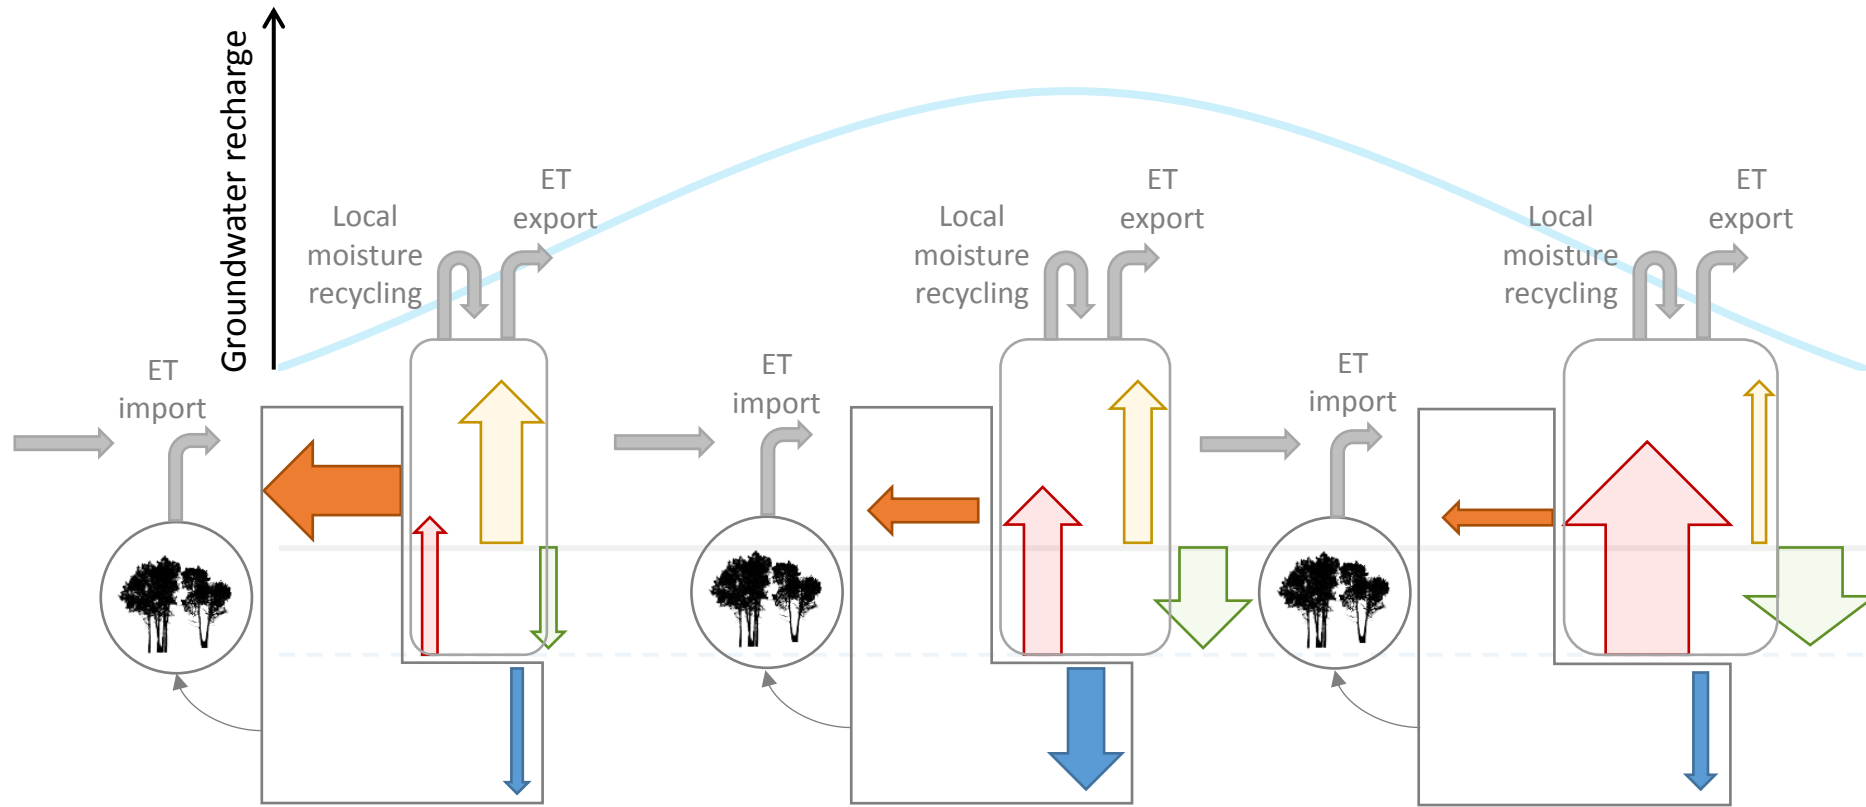 Groundwater recharge
ET
export
Local
moisture
recycling
ET
import
ET
export
Local
moisture
recycling
ET
import
ET
export
Local
moisture
recycling
ET
import